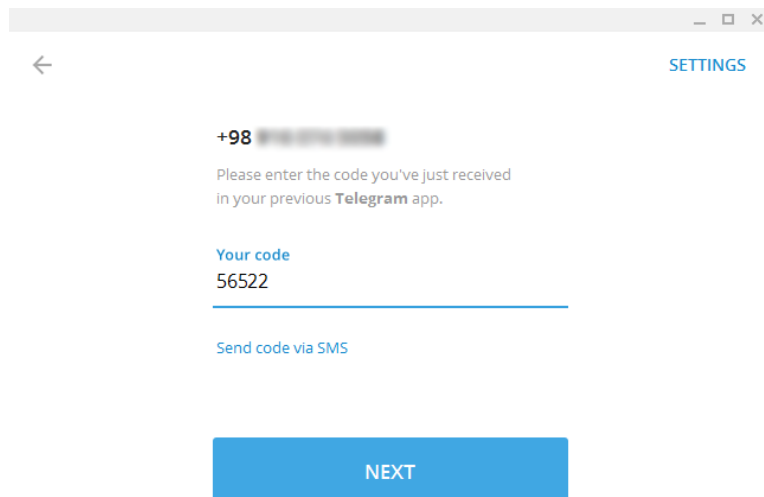 SETTINGS
+98
Please enter the code you've just received
in your previous Telegram app.
Your code
56522
Send code via SMS
NEXT